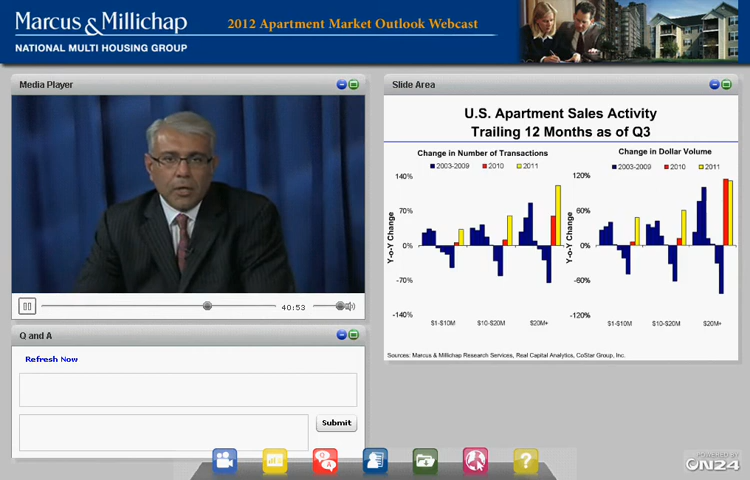 Marcus & Millichap
NATIONAL MULTI HOUSING GROUP
2012 Apartment Market Outlook Webcast
Media Player
40:53
Q and A
Refresh Now
Submit
Slide Area
U.S. Apartment Sales Activity
Trailing 12 Months as of Q3
Change in Number of Transactions
2003-2009 2010 2011
Y-o-Y Change
140%
70%
0%
-70%
-140%
$1-$10M $10-$20M $20M+
Change in Dollar Volume
2003-2009 2010 2011
Y-o-Y Change
120%
60%
0%
-60%
-120%
$1-$10M $10-$20M $20M+
Sources: Marcus & Millichap Research Services, Real Capital Analytics, CoStar Group, Inc.
Q
A
?
POWERED BY
ON24